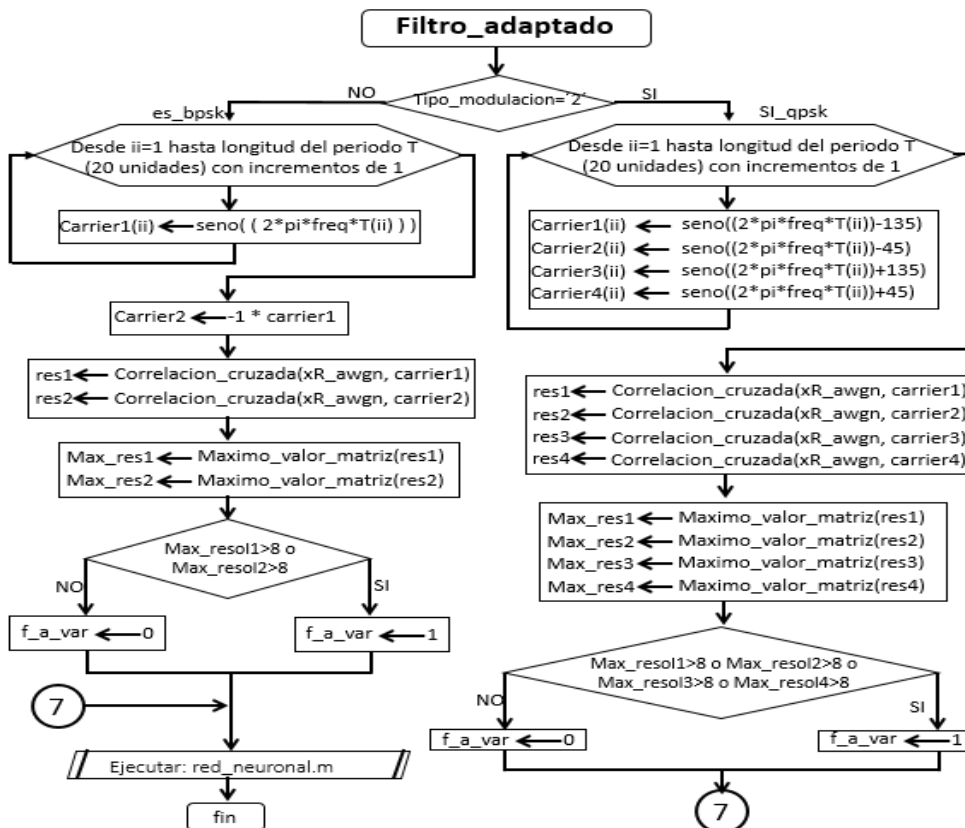 Filtro_adaptado
Tipo_modulacion=´2´
NO
SI
es_bpsk
Desde ii=1 hasta longitud del periodo T
(20 unidades) con incrementos de 1
Carrier1(ii) seno( ( 2*pi*freq*T(ii) ) )
Carrier2 -1 * carrier1
res1 Correlacion_cruzada(xR_awgn, carrier1)
res2 Correlacion_cruzada(xR_awgn, carrier2)
Max_res1 Maximo_valor_matriz(res1)
Max_res2 Maximo_valor_matriz(res2)
Max_resol1>8 o
Max_resol2>8
NO
SI
f_a_var 0
f_a_var 1
7
Ejecutar: red_neuronal.m
fin
SI_qpsk
Desde ii=1 hasta longitud del periodo T
(20 unidades) con incrementos de 1
Carrier1(ii) seno((2*pi*freq*T(ii))-135)
Carrier2(ii) seno((2*pi*freq*T(ii))-45)
Carrier3(ii) seno((2*pi*freq*T(ii))+135)
Carrier4(ii) seno((2*pi*freq*T(ii))+45)
res1 Correlacion_cruzada(xR_awgn, carrier1)
res2 Correlacion_cruzada(xR_awgn, carrier2)
res3 Correlacion_cruzada(xR_awgn, carrier3)
res4 Correlacion_cruzada(xR_awgn, carrier4)
Max_res1 Maximo_valor_matriz(res1)
Max_res2 Maximo_valor_matriz(res2)
Max_res3 Maximo_valor_matriz(res3)
Max_res4 Maximo_valor_matriz(res4)
Max_resol1>8 o Max_resol2>8 o
Max_resol3>8 o Max_resol4>8
NO
SI
f_a_var 0
f_a_var 1
7